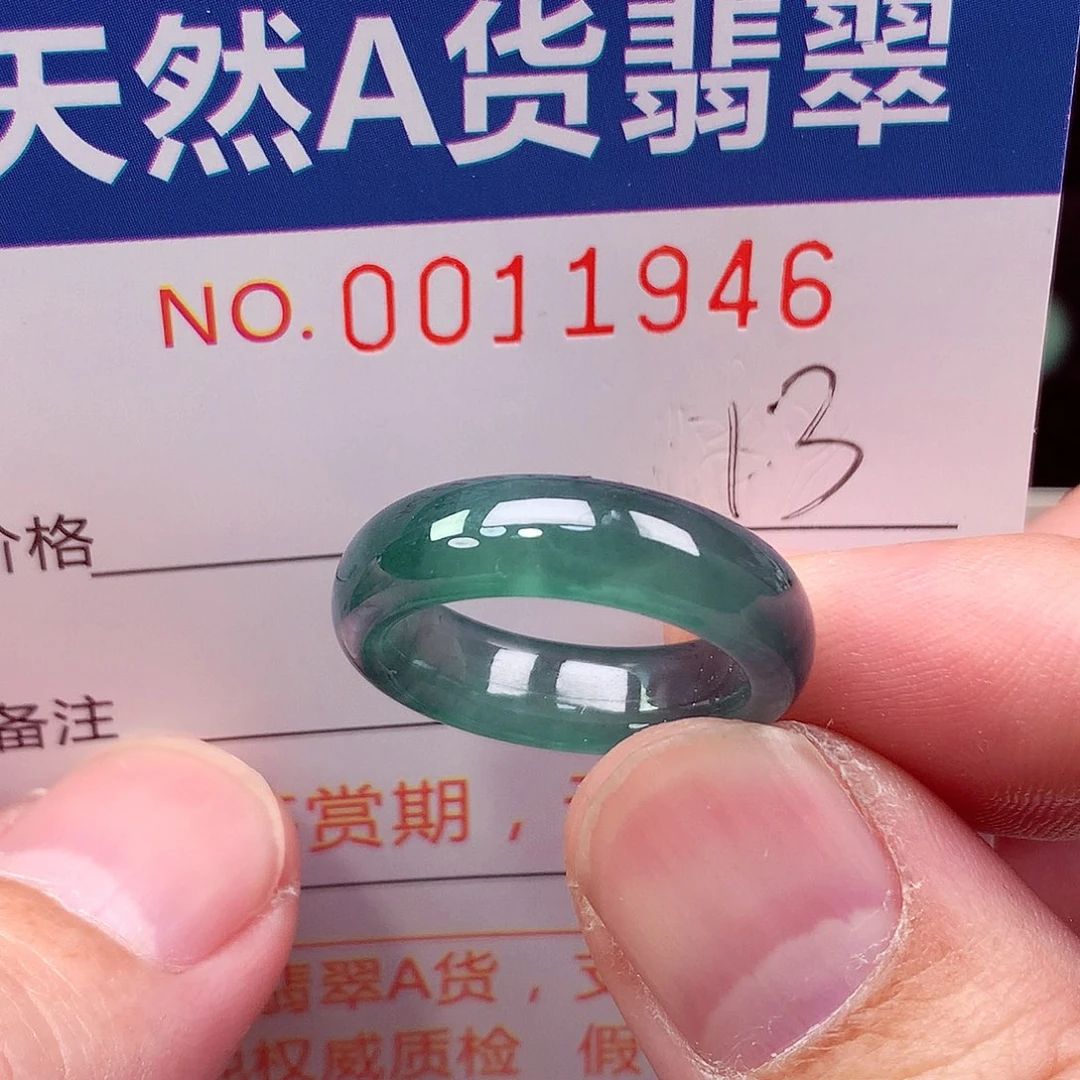 天然A货翡翠
NO. 0011946
13
价格
备注
赏期，
翡翠A货，支
权威质检 假